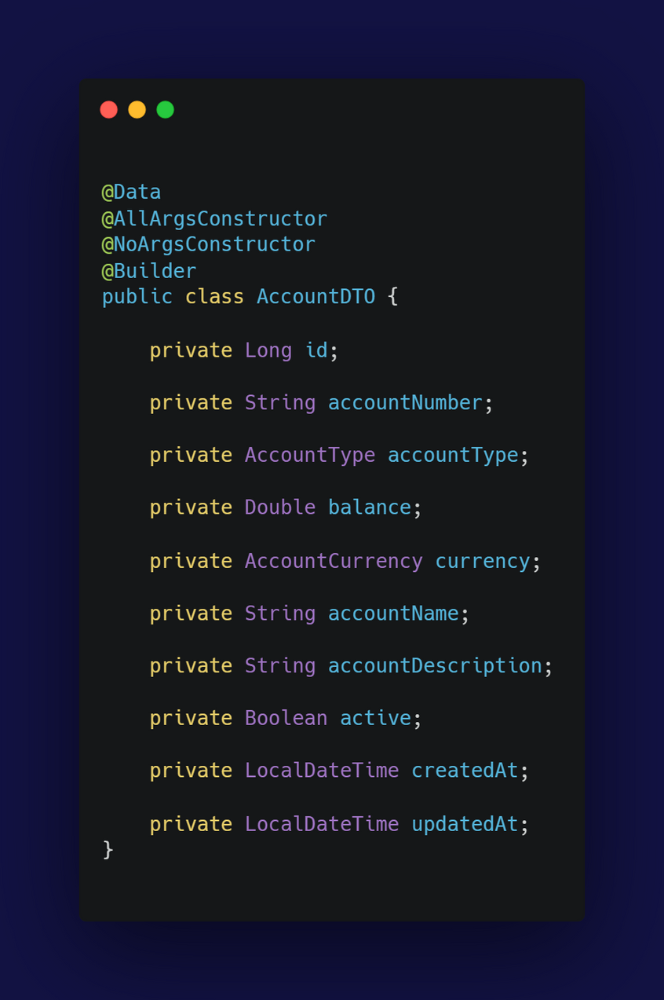 @Data
@AllArgsConstructor
@NoArgsConstructor
@Builder
public class AccountDTO {
    private Long id;
    private String accountNumber;
    private AccountType accountType;
    private Double balance;
    private AccountCurrency currency;
    private String accountName;
    private String accountDescription;
    private Boolean active;
    private LocalDateTime createdAt;
    private LocalDateTime updatedAt;
}